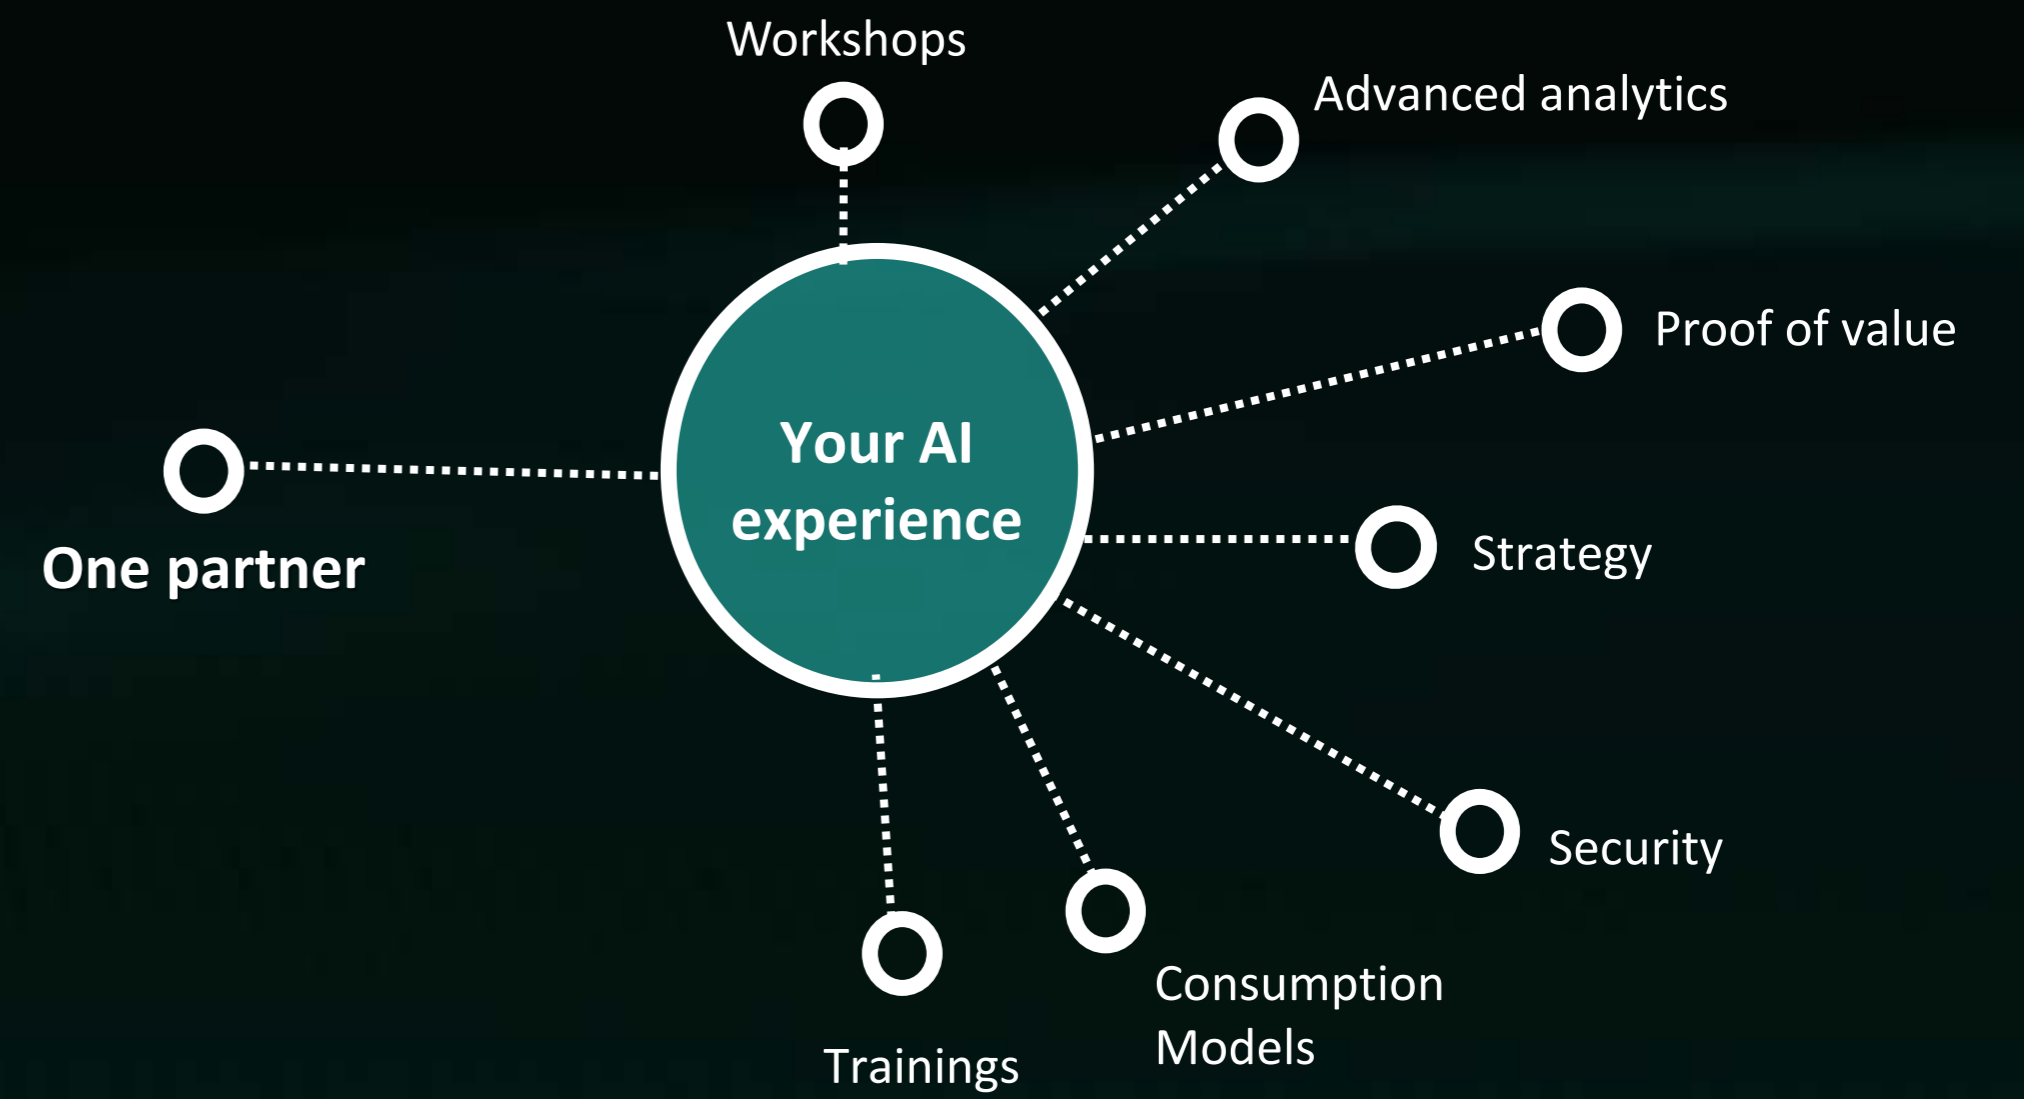 Workshops
Advanced analytics
Proof of value
Your AI
experience
Strategy
One partner
Security
Consumption
Models
Trainings